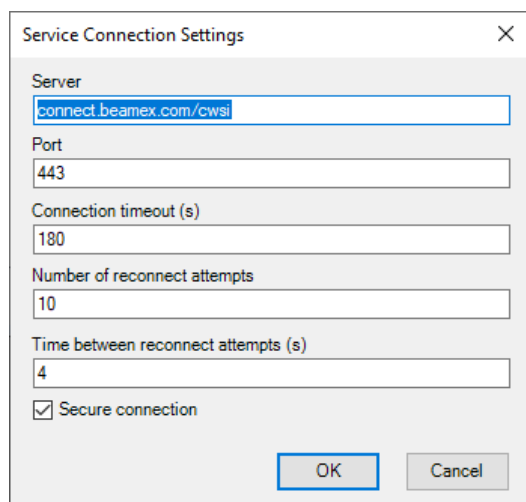 Service Connection Settings
Server
connect.beamex.com/cwsi
Port
443
Connection timeout (s)
180
Number of reconnect attempts
10
Time between reconnect attempts (s)
4
Secure connection
OK Cancel